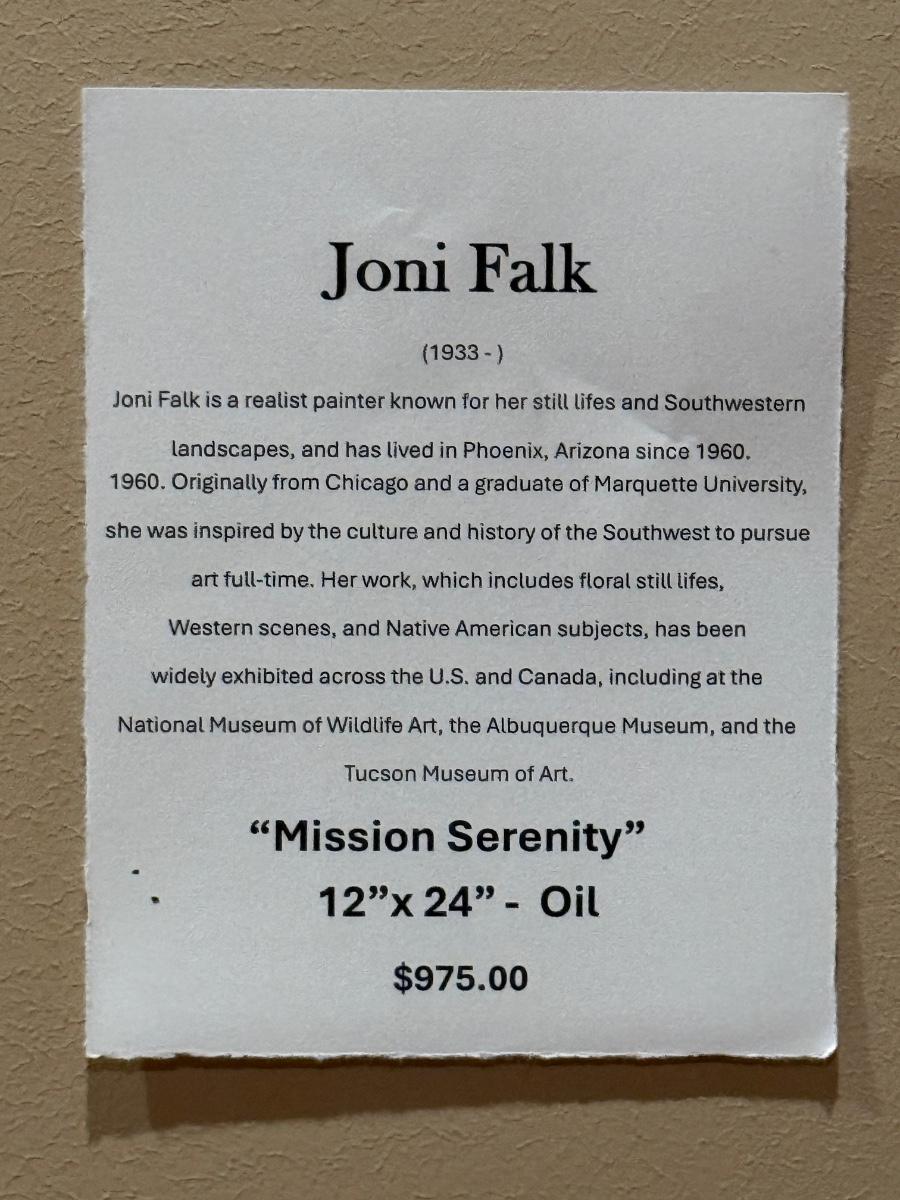 Joni Falk
(1933 - )
Joni Falk is a realist painter known for her still lifes and Southwestern
landscapes, and has lived in Phoenix, Arizona since 1960.
1960. Originally from Chicago and a graduate of Marquette University,
she was inspired by the culture and history of the Southwest to pursue
art full-time. Her work, which includes floral still lifes,
Western scenes, and Native American subjects, has been
widely exhibited across the U.S. and Canada, including at the
National Museum of Wildlife Art, the Albuquerque Museum, and the
Tucson Museum of Art.
“Mission Serenity”
12”x 24” - Oil
$975.00